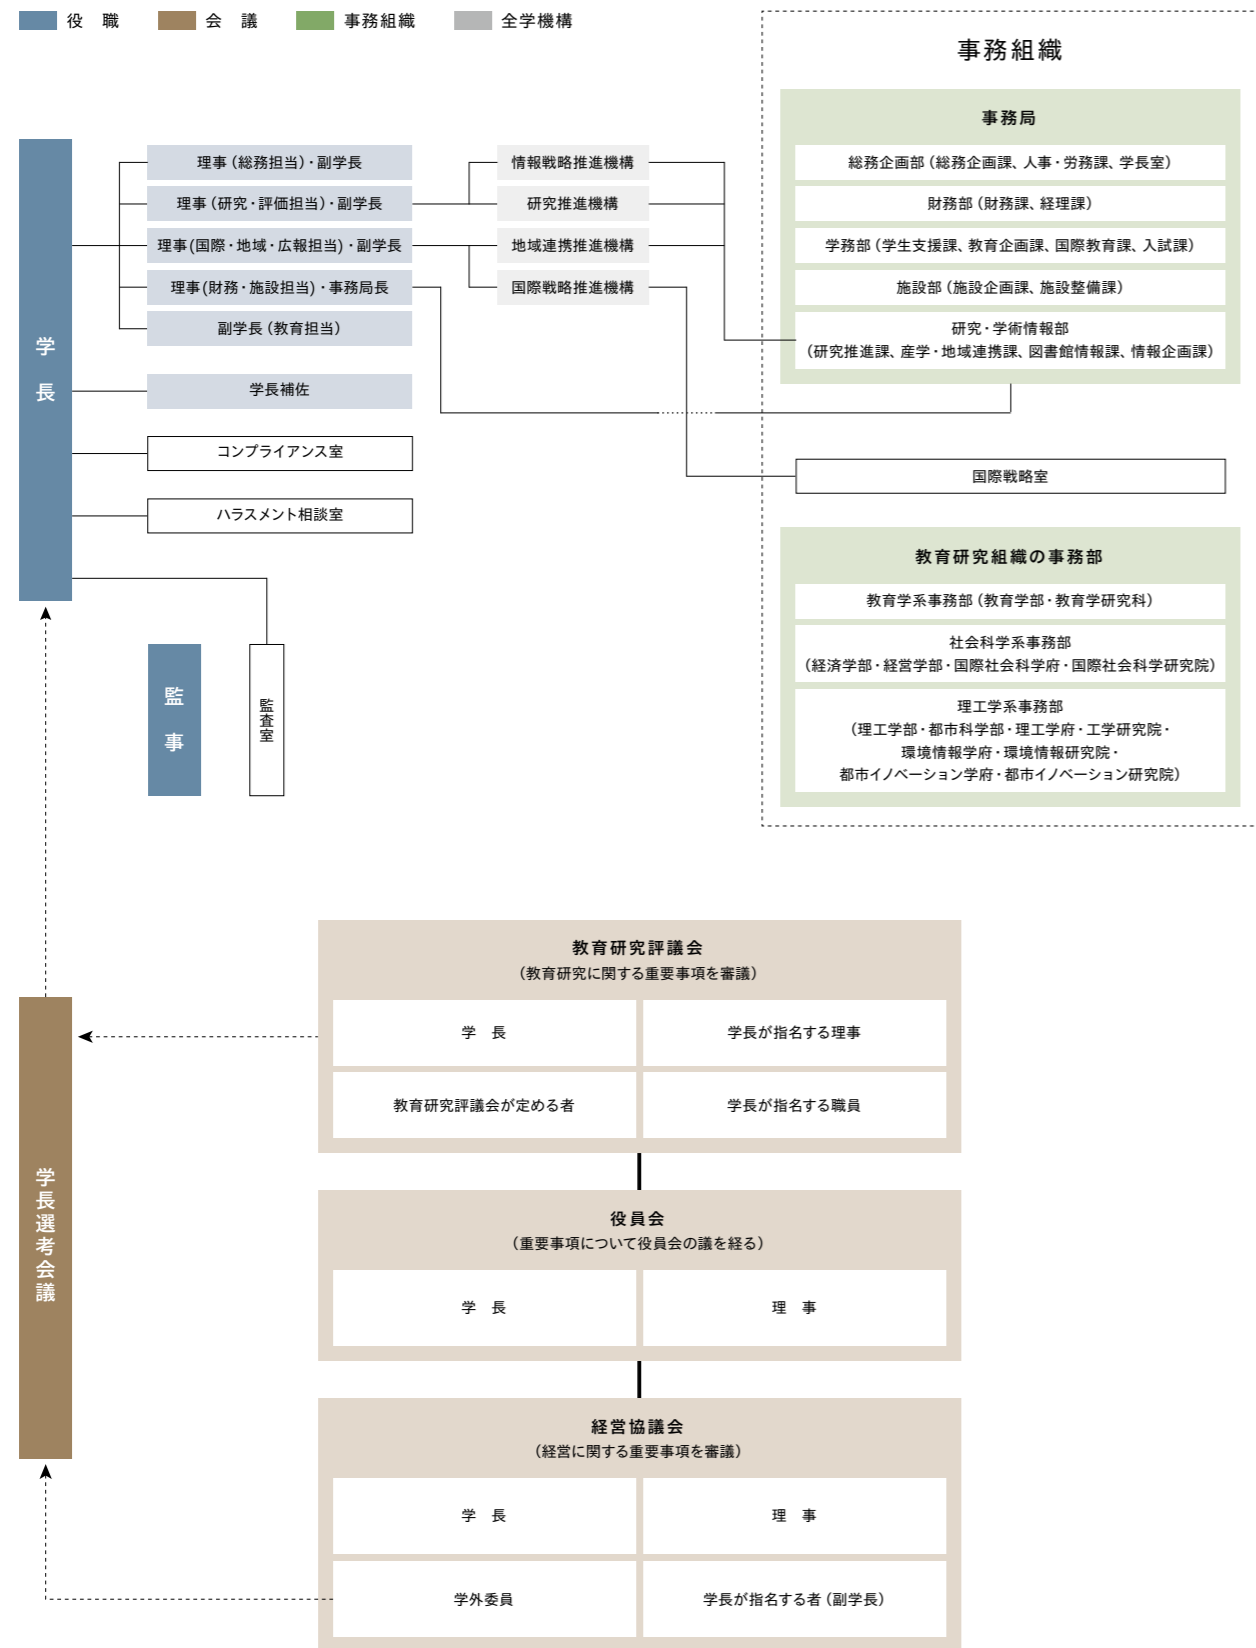 役　職
会　議
事務組織
全学機構
学長
理事（総務担当）・副学長
理事（研究・評価担当）・副学長
理事（国際・地域・広報担当）・副学長
理事（財務・施設担当）・事務局長
副学長（教育担当）
学長補佐
コンプライアンス室
ハラスメント相談室
監事
監査室
情報戦略推進機構
研究推進機構
地域連携推進機構
国際戦略推進機構
事務組織
事務局
総務企画部（総務企画課、人事・労務課、学長室）
財務部（財務課、経理課）
学務部（学生支援課、教育企画課、国際教育課、入試課）
施設部（施設企画課、施設整備課）
研究・学術情報部
（研究推進課、産学・地域連携課、図書館情報課、情報企画課）
国際戦略室
教育研究組織の事務部
教育学系事務部（教育学部・教育学研究科）
社会科学系事務部
（経済学部・経営学部・国際社会科学府・国際社会科学研究院）
理工学系事務部
（理工学部・都市科学部・理工学府・工学研究院・
環境情報学府・環境情報研究院・
都市イノベーション学府・都市イノベーション研究院）
学長選考会議
教育研究評議会
（教育研究に関する重要事項を審議）
学　長
学長が指名する理事
教育研究評議会が定める者
学長が指名する職員
役員会
（重要事項について役員会の議を経る）
学　長
理　事
経営協議会
（経営に関する重要事項を審議）
学　長
理　事
学外委員
学長が指名する者（副学長）